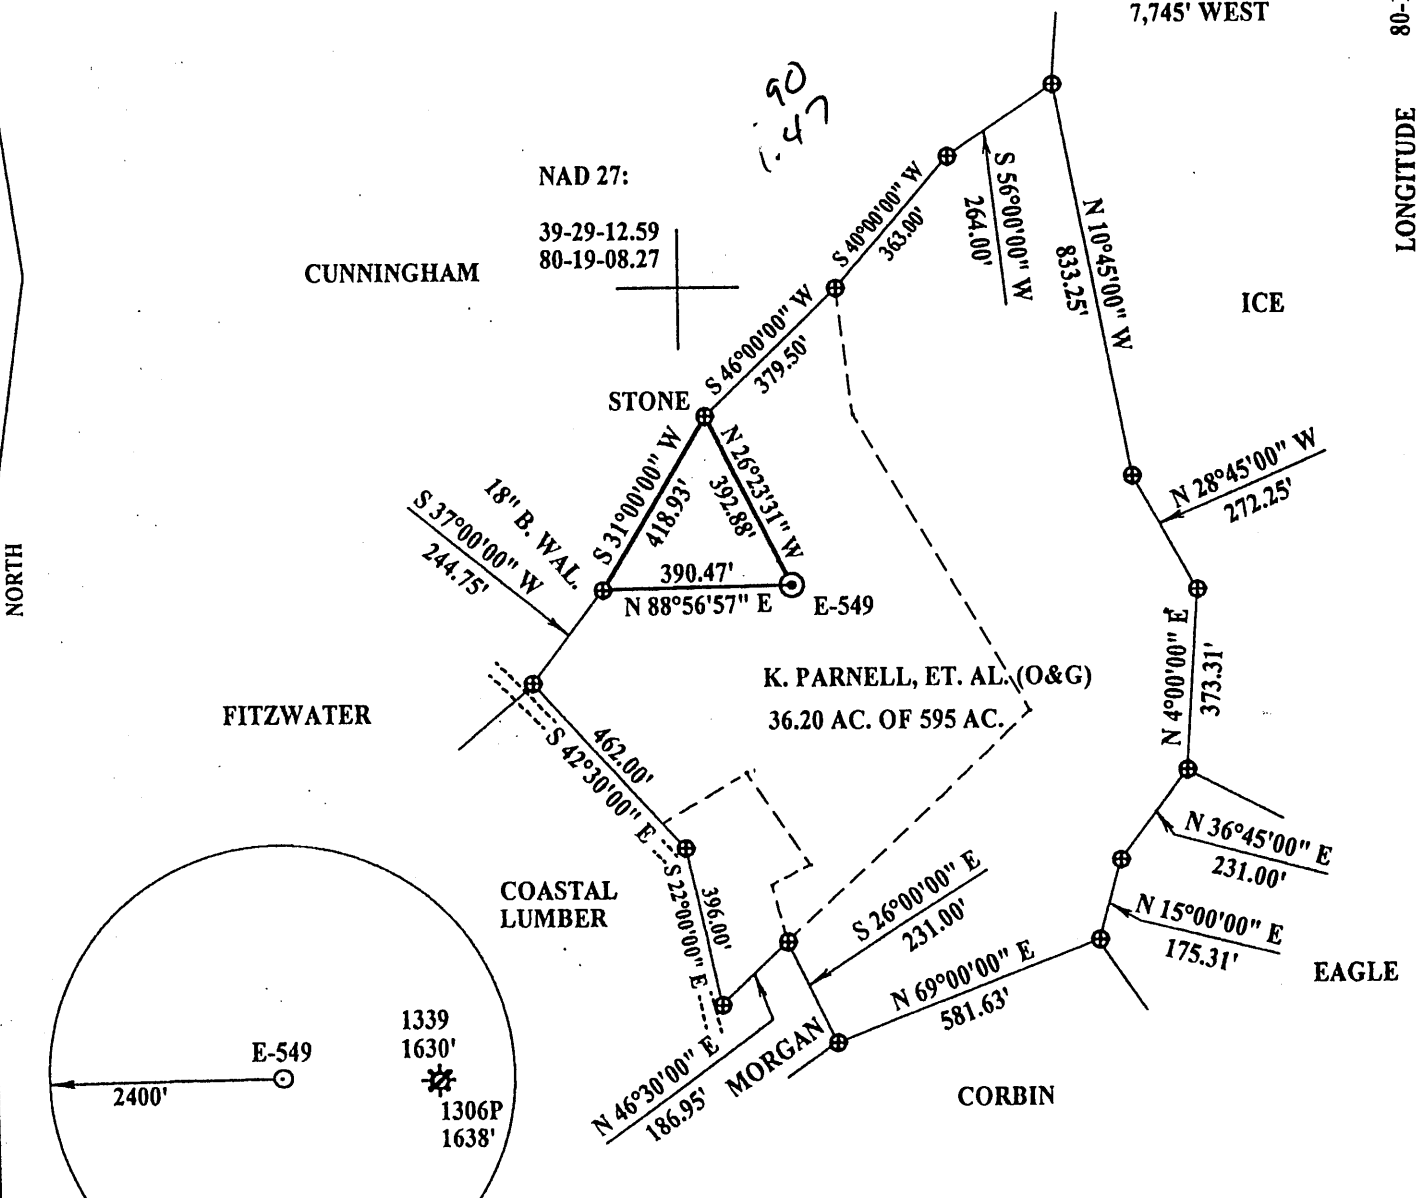 7,745' WEST
LONGITUDE
90
1.47
NAD 27:
39-29-12.59
80-19-08.27
CUNNINGHAM
S 56°00'00" W
264.00'
S 40°00'00" W
363.00'
N 10°45'00" W
833.25'
ICE
S 46°00'00" W
379.50'
STONE
N 26°23'31" W
392.88'
S 31°00'00" W
418.93'
18" B. WAL.
S 37°00'00" W
244.75'
N 28°45'00" W
272.25'
390.47'
N 88°56'57" E
E-549
NORTH
N 4°00'00" E
373.31'
K. PARNELL, ET. AL. (O&G)
36.20 AC. OF 595 AC.
FITZWATER
462.00'
S 42°30'00" E
N 36°45'00" E
231.00'
COASTAL
LUMBER
396.00'
S 22°00'00" E
S 26°00'00" E
231.00'
N 15°00'00" E
175.31'
N 69°00'00" E
581.63'
EAGLE
1339
1630'
E-549
2400'
1306P
1638'
N 46°30'00" E
186.95'
MORGAN
CORBIN